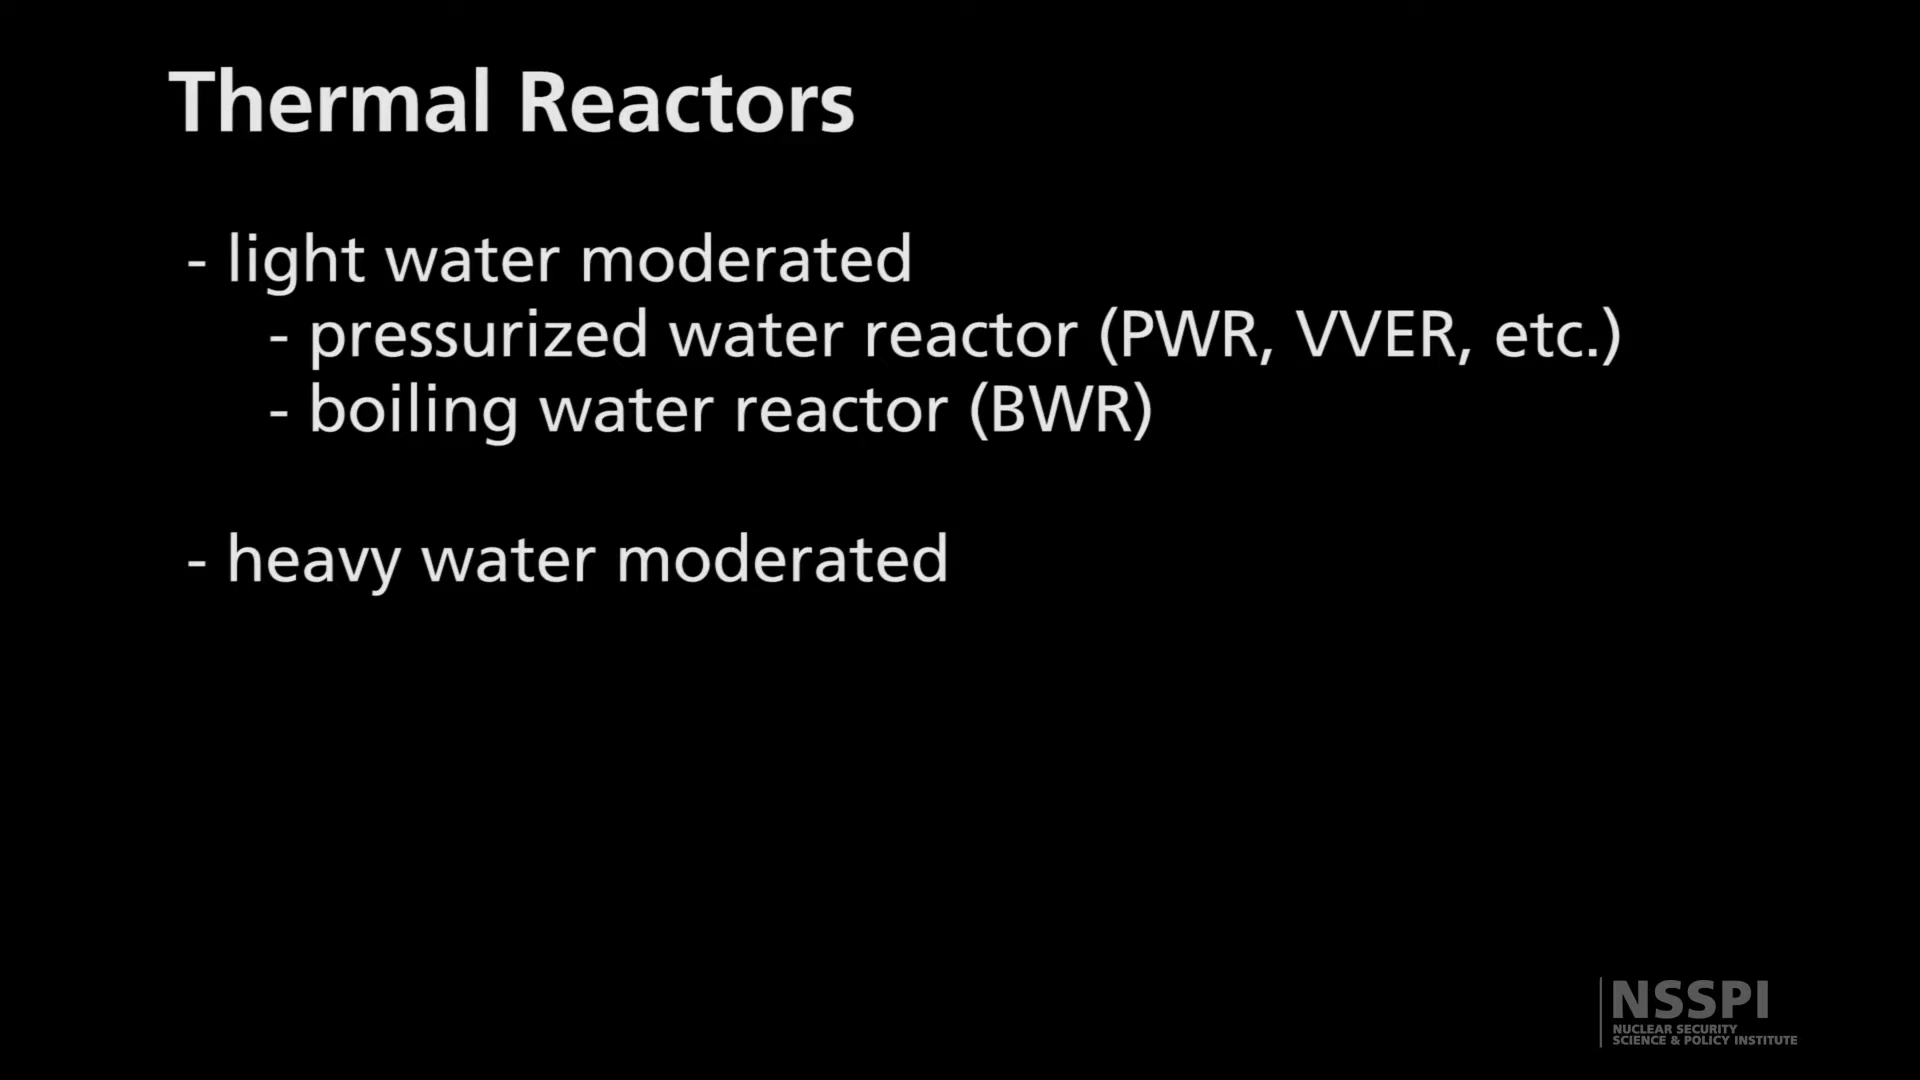 Thermal Reactors
- light water moderated
- pressurized water reactor (PWR, VVER, etc.)
- boiling water reactor (BWR)
- heavy water moderated
NSSPI
NUCLEAR SECURITY
SCIENCE & POLICY INSTITUTE